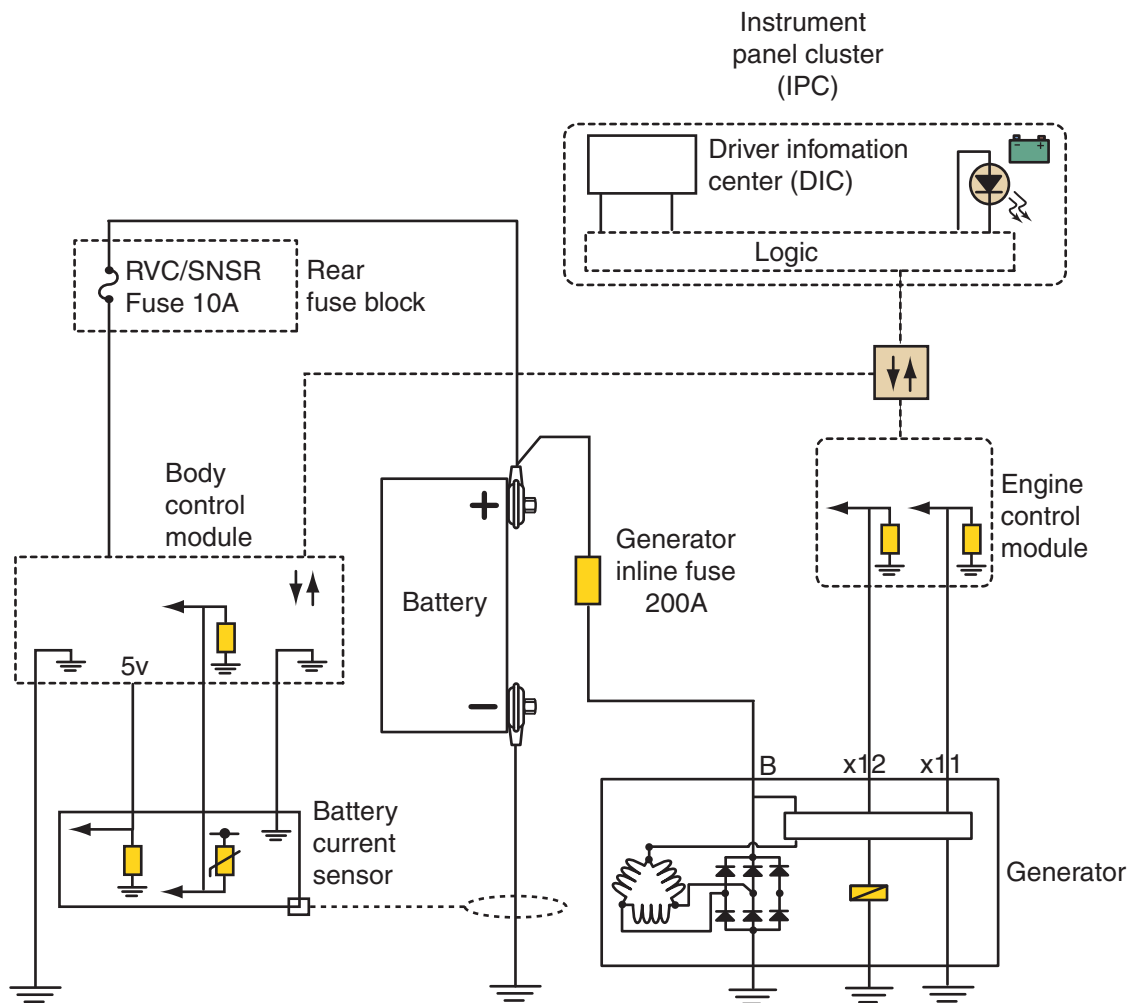 Instrument
panel cluster
(IPC)
Driver infomation
center (DIC)
- +
Logic
RVC/SNSR
Fuse 10A
Rear
fuse block
Body
control
module
+
Battery
−
Generator
inline fuse
200A
Engine
control
module
5v
B
x12
x11
Battery
current
sensor
Generator